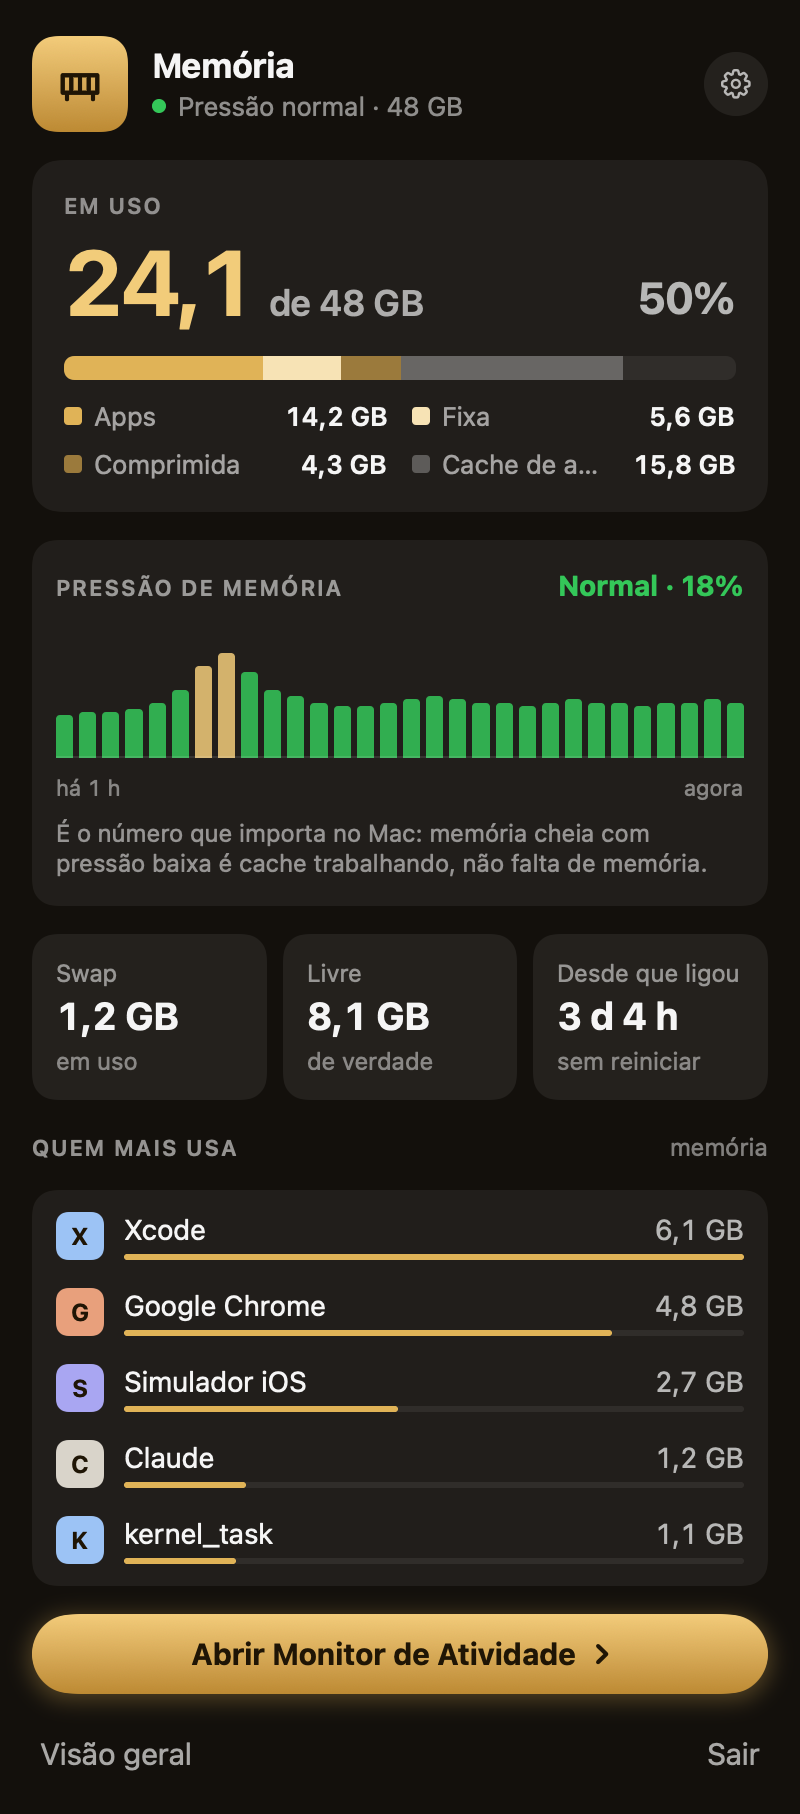 Memória
Pressão normal · 48 GB
EM USO
24,1 de 48 GB 50%
Apps 14,2 GB Fixa 5,6 GB
Comprimida 4,3 GB Cache de a... 15,8 GB
PRESSÃO DE MEMÓRIA Normal · 18%
há 1 h agora
É o número que importa no Mac: memória cheia com
pressão baixa é cache trabalhando, não falta de memória.
Swap
1,2 GB
em uso
Livre
8,1 GB
de verdade
Desde que ligou
3 d 4 h
sem reiniciar
QUEM MAIS USA memória
X Xcode 6,1 GB
G Google Chrome 4,8 GB
S Simulador iOS 2,7 GB
C Claude 1,2 GB
K kernel_task 1,1 GB
Abrir Monitor de Atividade
Visão geral Sair